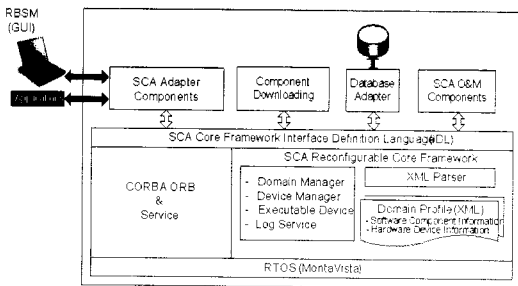 RBSM
(GUI)
Application
SCA Adapter
Components
Component
Downloading
Database
Adapter
SCA O&M
Components
SCA Core Framework Interface Definition Language(IDL)
SCA Reconfigurable Core Framework
CORBA ORB
&
Service
- Domain Manager
- Device Manager
- Executable Device
- Log Service
XML Parser
Domain Profile(XML)
- Software Component Information
- Hardware Device Information
RTOS (MontaVista)